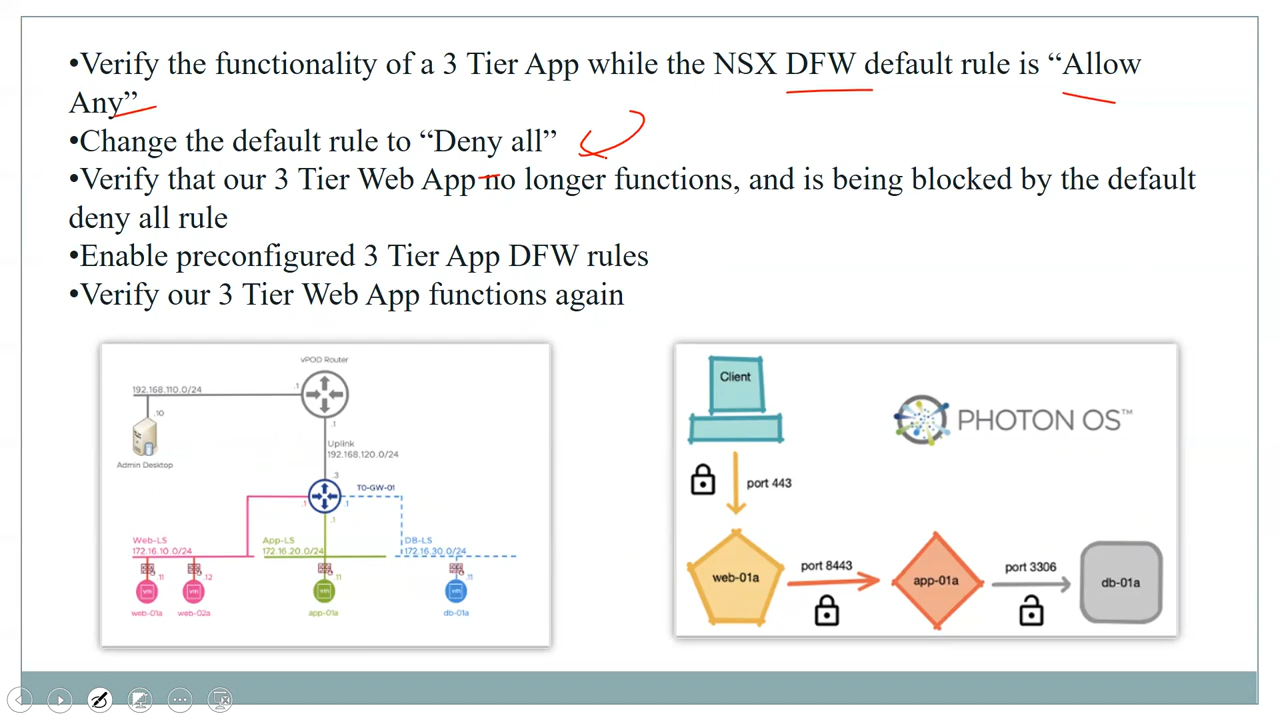 •Verify the functionality of a 3 Tier App while the NSX DFW default rule is “Allow
Any”
•Change the default rule to “Deny all”
•Verify that our 3 Tier Web App no longer functions, and is being blocked by the default
deny all rule
•Enable preconfigured 3 Tier App DFW rules
•Verify our 3 Tier Web App functions again
vPOD Router
192.168.110.0/24
.1
.10
.1
Admin Desktop
Uplink
192.168.120.0/24
.3
T0-GW-01
.1
.1
.1
Web-LS
172.16.10.0/24
App-LS
172.16.20.0/24
DB-LS
172.16.30.0/24
.11
.12
.11
.11
vm
vm
vm
vm
web-01a
web-02a
app-01a
db-01a
Client
PHOTON OS™
port 443
web-01a
port 8443
app-01a
port 3306
db-01a